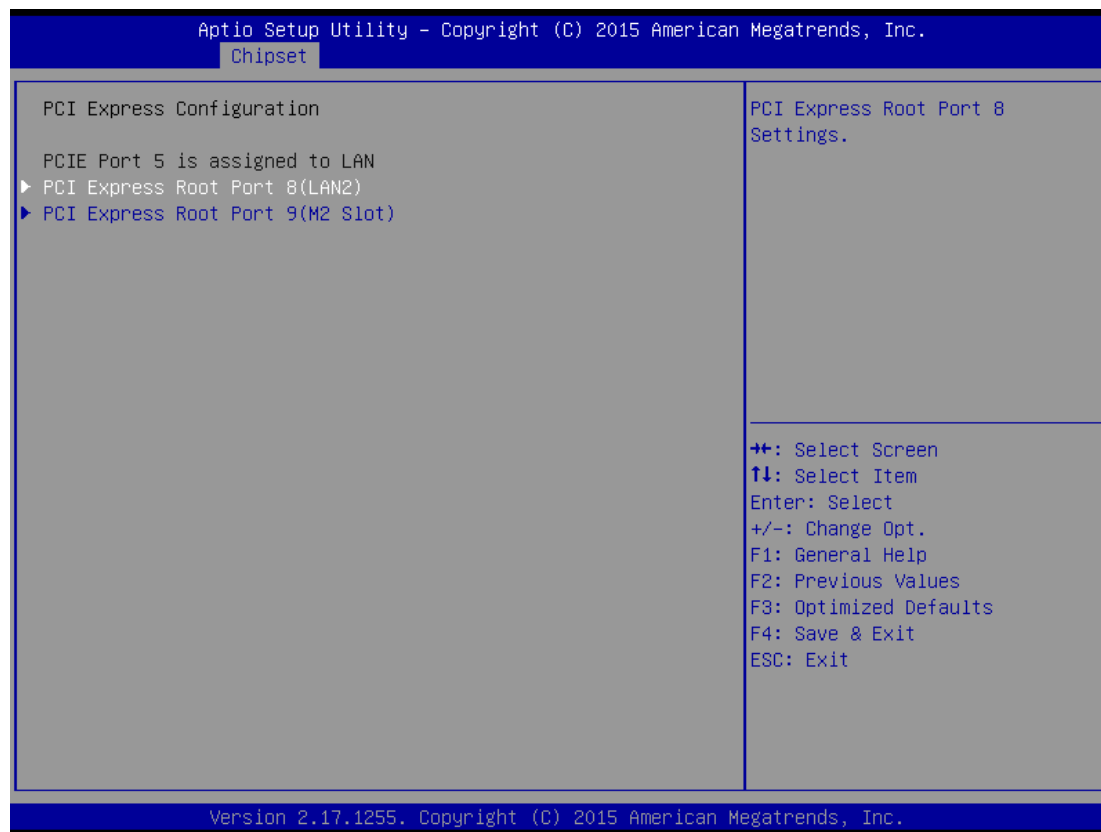 Aptio Setup Utility – Copyright (C) 2015 American Megatrends, Inc.
Chipset
PCI Express Configuration
PCIE Port 5 is assigned to LAN
▶ PCI Express Root Port 8(LAN2)
▶ PCI Express Root Port 9(M2 Slot)
PCI Express Root Port 8
Settings.
→←: Select Screen
↑↓: Select Item
Enter: Select
+/-: Change Opt.
F1: General Help
F2: Previous Values
F3: Optimized Defaults
F4: Save & Exit
ESC: Exit
Version 2.17.1255. Copyright (C) 2015 American Megatrends, Inc.